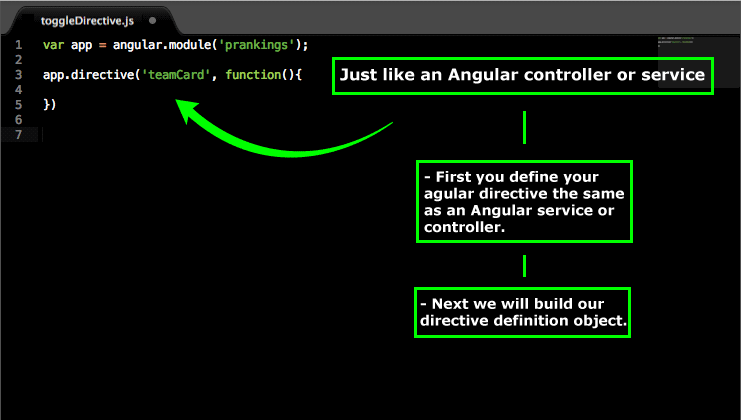 toggleDirective.js
1 var app = angular.module('prankings');
2
3 app.directive('teamCard', function(){
4
5 })
6
7
Just like an Angular controller or service
- First you define your
agular directive the same
as an Angular service or
controller.
- Next we will build our
directive definition object.